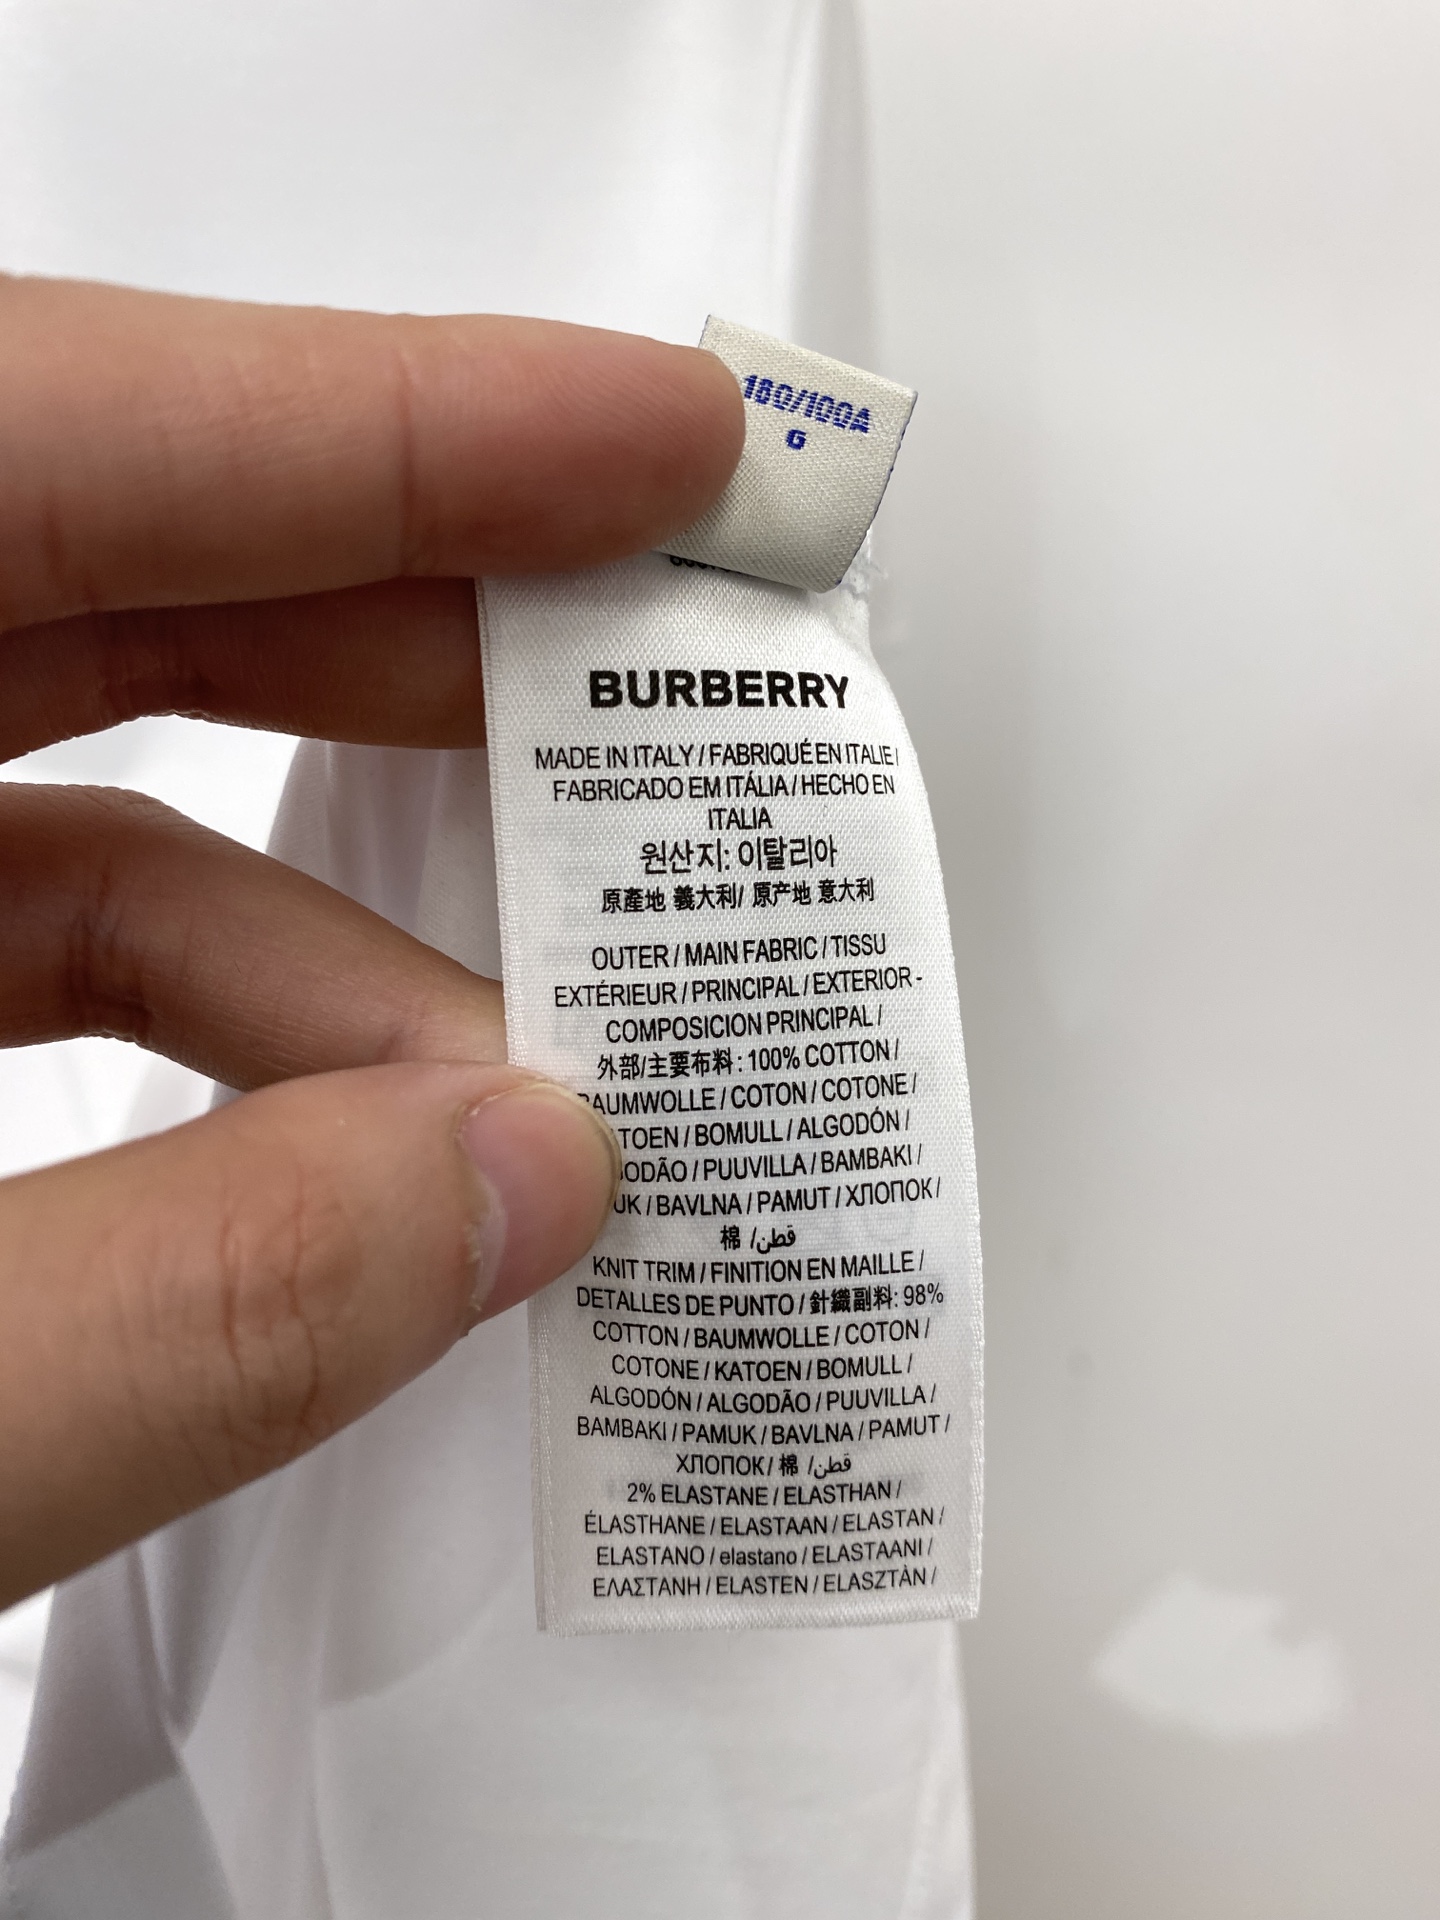 180/100A
G
BURBERRY
MADE IN ITALY / FABRIQUÉ EN ITALIE /
FABRICADO EM ITÁLIA / HECHO EN
ITALIA
원산지: 이탈리아
原產地 義大利/ 原产地 意大利
OUTER / MAIN FABRIC / TISSU
EXTÉRIEUR / PRINCIPAL / EXTERIOR -
COMPOSICION PRINCIPAL /
外部/主要布料: 100% COTTON /
/ COTON / COTONE /
/ BOMULL / ALGODÓN /
/ PUUVILLA / BAMBAKI /
/ BAVLNA / PAMUT / ХЛОПОК /
棉 /قطن
KNIT TRIM / FINITION EN MAILLE /
DETALLES DE PUNTO / 針織副料: 98%
COTTON / BAUMWOLLE / COTON /
COTONE / KATOEN / BOMULL /
ALGODÓN / ALGODÃO / PUUVILLA /
BAMBAKI / PAMUK / BAVLNA / PAMUT /
ХЛОПОК / 棉 /قطن
2% ELASTANE / ELASTHAN /
ÉLASTHANE / ELASTAAN / ELASTAN /
ELASTANO / elastano / ELASTAANI /
ΕΛΑΣΤΑΝΗ / ELASTEN / ELASZTÀN /